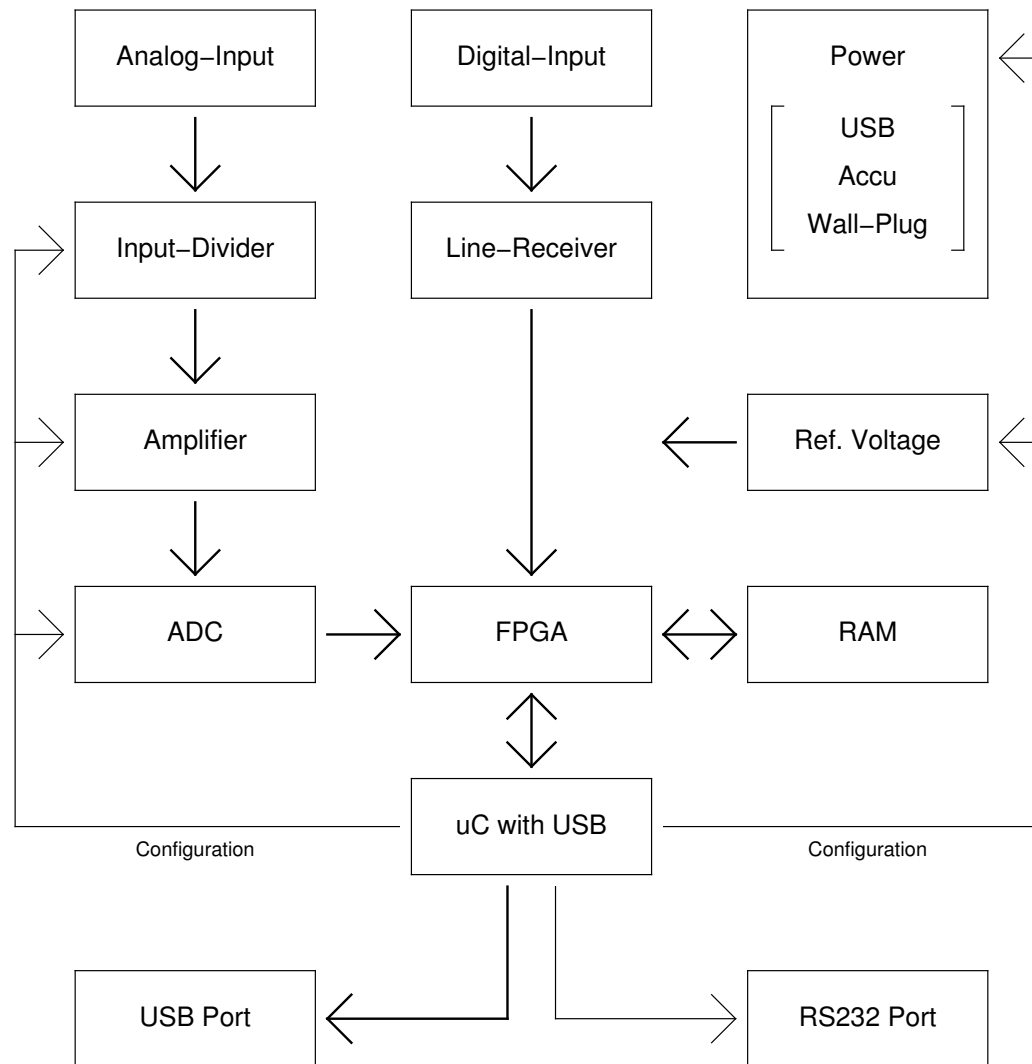 Analog−Input
Digital−Input
Power
USB
Accu
Wall−Plug
Input−Divider
Line−Receiver
Amplifier
Ref. Voltage
ADC
FPGA
RAM
uC with USB
Configuration
Configuration
USB Port
RS232 Port